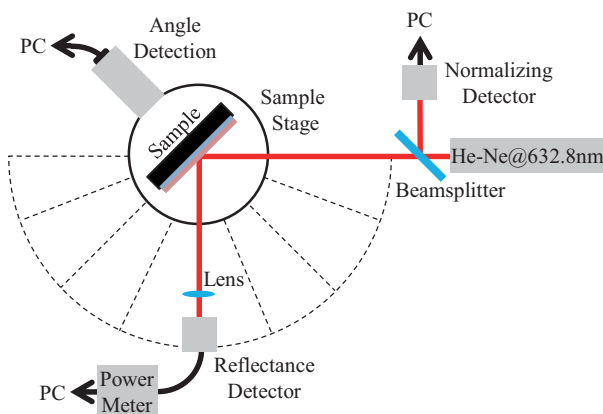 PC
Angle
Detection
PC
Normalizing
Detector
Sample
Stage
Sample
He-Ne@632.8nm
Beamsplitter
Lens
Reflectance
Detector
PC
Power
Meter